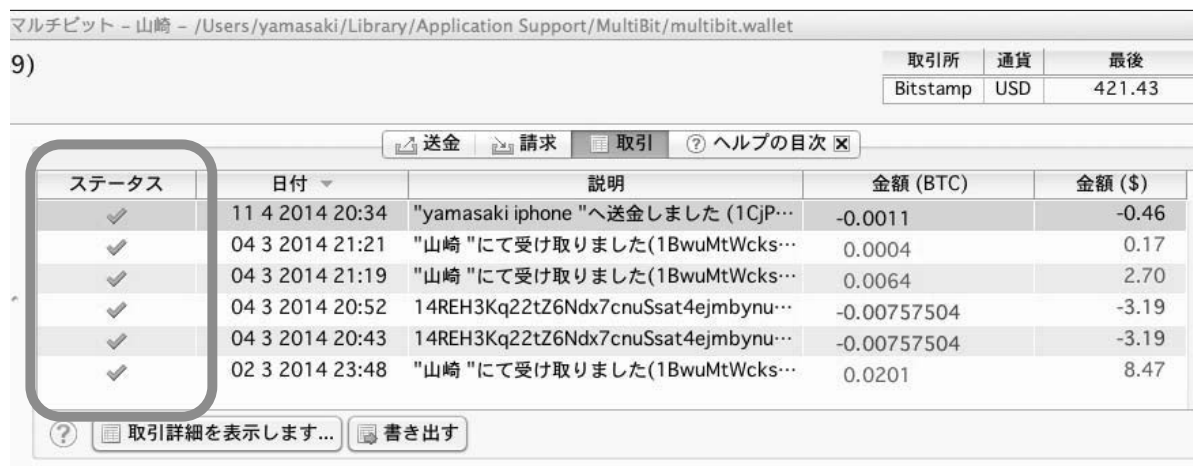 マルチビット – 山崎 – /Users/yamasaki/Library/Application Support/MultiBit/multibit.wallet
9)
取引所 通貨 最後
Bitstamp USD 421.43
送金 請求 取引 ? ヘルプの目次
ステータス 日付 説明 金額 (BTC) 金額 ($)
11 4 2014 20:34 "yamasaki iphone "へ送金しました (1CjP… -0.0011 -0.46
04 3 2014 21:21 "山崎 "にて受け取りました(1BwuMtWcks… 0.0004 0.17
04 3 2014 21:19 "山崎 "にて受け取りました(1BwuMtWcks… 0.0064 2.70
04 3 2014 20:52 14REH3Kq22tZ6Ndx7cnuSsat4ejmbynu… -0.00757504 -3.19
04 3 2014 20:43 14REH3Kq22tZ6Ndx7cnuSsat4ejmbynu… -0.00757504 -3.19
02 3 2014 23:48 "山崎 "にて受け取りました(1BwuMtWcks… 0.0201 8.47
? 取引詳細を表示します... 書き出す